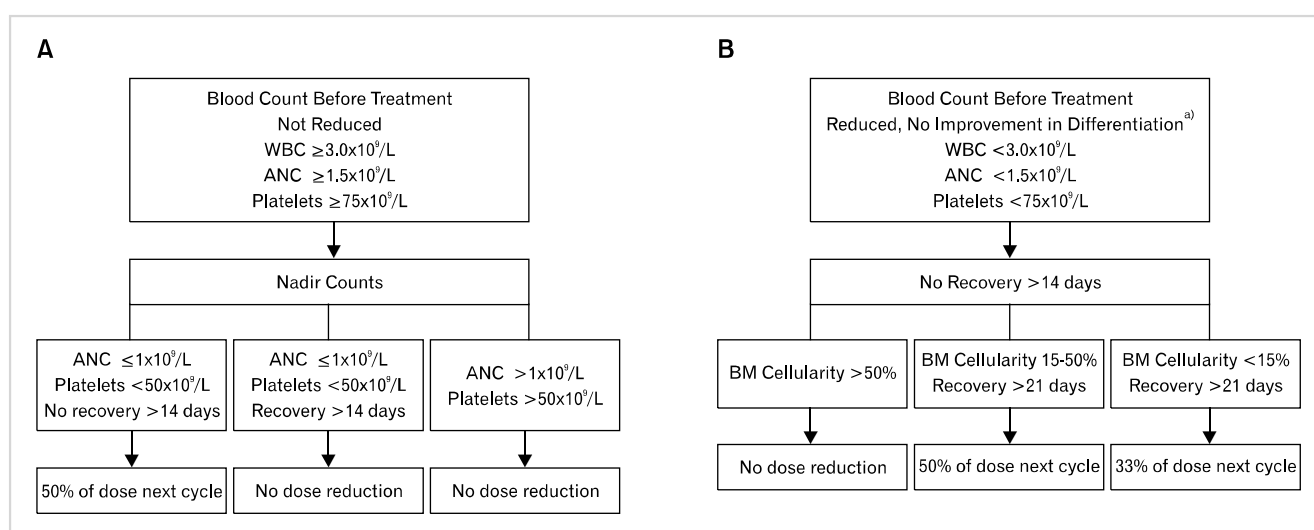 A
Blood Count Before Treatment
Not Reduced
WBC ≥3.0x10⁹/L
ANC ≥1.5x10⁹/L
Platelets ≥75x10⁹/L
Nadir Counts
ANC ≤1x10⁹/L
Platelets <50x10⁹/L
No recovery >14 days
ANC ≤1x10⁹/L
Platelets <50x10⁹/L
Recovery >14 days
ANC >1x10⁹/L
Platelets >50x10⁹/L
50% of dose next cycle
No dose reduction
No dose reduction
B
Blood Count Before Treatment
Reduced, No Improvement in Differentiation a)
WBC <3.0x10⁹/L
ANC <1.5x10⁹/L
Platelets <75x10⁹/L
No Recovery >14 days
BM Cellularity >50%
BM Cellularity 15-50%
Recovery >21 days
BM Cellularity <15%
Recovery >21 days
No dose reduction
50% of dose next cycle
33% of dose next cycle